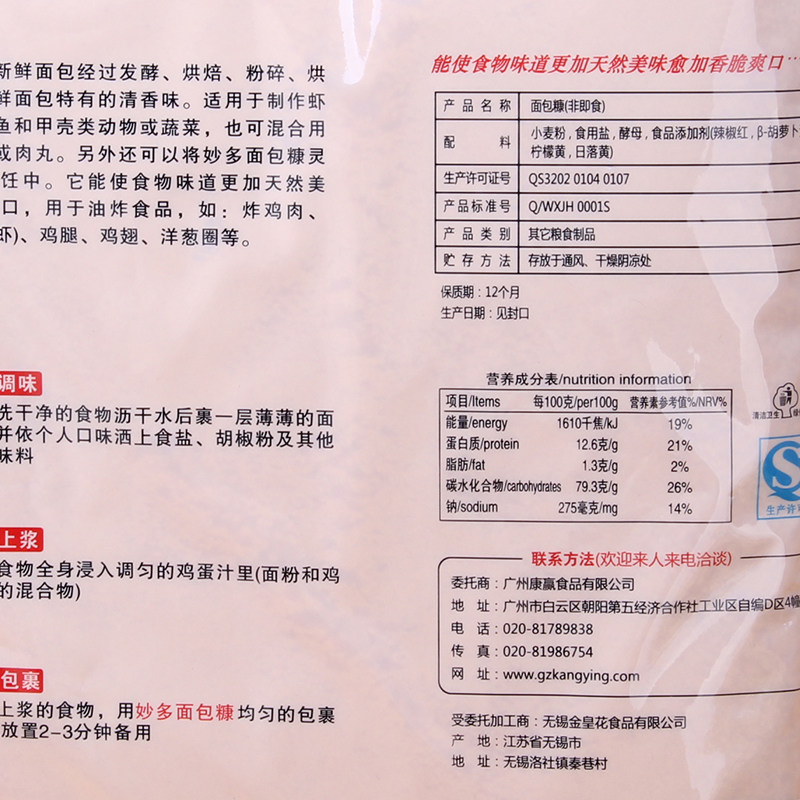 新鲜面包经过发酵、烘焙、粉碎、烘
鲜面包特有的清香味。适用于制作虾
鱼和甲壳类动物或蔬菜，也可混合用
或肉丸。另外还可以将妙多面包糠灵
饪中。它能使食物味道更加天然美
口，用于油炸食品，如：炸鸡肉、
虾)、鸡腿、鸡翅、洋葱圈等。
调味
先干净的食物沥干水后裹一层薄薄的面
并依个人口味洒上食盐、胡椒粉及其他
味料
上浆
食物全身浸入调匀的鸡蛋汁里(面粉和鸡
的混合物)
包裹
上浆的食物，用妙多面包糠均匀的包裹
放置2-3分钟备用
能使食物味道更加天然美味愈加香脆爽口…
产品名称 面包糠(非即食)
配料 小麦粉，食用盐，酵母，食品添加剂(辣椒红，β-胡萝卜
柠檬黄，日落黄)
生产许可证号 QS3202 0104 0107
产品标准号 Q/WXJH 0001S
产品类别 其它粮食制品
贮存方法 存放于通风、干燥阴凉处
保质期：12个月
生产日期：见封口
营养成分表/nutrition information
项目/Items 每100克/per100g 营养素参考值%/NRV%
能量/energy 1610千焦/kJ 19%
蛋白质/protein 12.6克/g 21%
脂肪/fat 1.3克/g 2%
碳水化合物/carbohydrates 79.3克/g 26%
钠/sodium 275毫克/mg 14%
清洁卫生
生产许可
联系方法(欢迎来人来电洽谈)
委托商：广州康赢食品有限公司
地址：广州市白云区朝阳第五经济合作社工业区自编D区4幢
电话：020-81789838
传真：020-81986754
网址：www.gzkangying.com
受委托加工商：无锡金皇花食品有限公司
产地：江苏省无锡市
地址：无锡洛社镇秦巷村